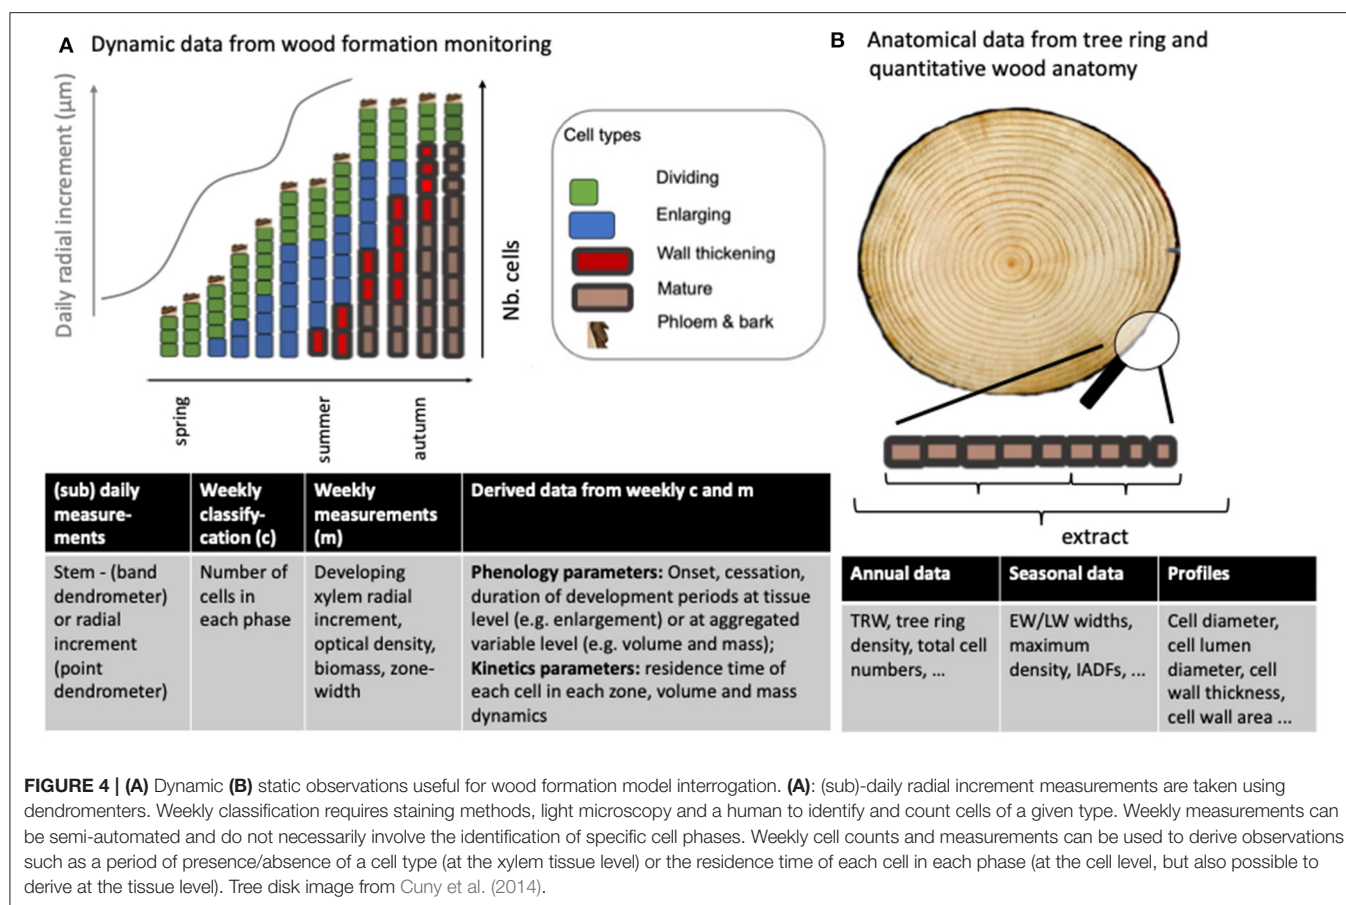 A Dynamic data from wood formation monitoring
Daily radial increment (μm)
Nb. cells
spring
summer
autumn
Cell types
Dividing
Enlarging
Wall thickening
Mature
Phloem & bark
B Anatomical data from tree ring and
quantitative wood anatomy
extract
(sub) daily
measure-
ments
Weekly
classify-
cation (c)
Weekly
measurements
(m)
Derived data from weekly c and m
Stem - (band
dendrometer)
or radial
increment
(point
dendrometer)
Number of
cells in
each phase
Developing
xylem radial
increment,
optical density,
biomass, zone-
width
Phenology parameters: Onset, cessation,
duration of development periods at tissue
level (e.g. enlargement) or at aggregated
variable level (e.g. volume and mass);
Kinetics parameters: residence time of
each cell in each zone, volume and mass
dynamics
Annual data
Seasonal data
Profiles
TRW, tree ring
density, total cell
numbers, ...
EW/LW widths,
maximum
density, IADFs, ...
Cell diameter,
cell lumen
diameter, cell
wall thickness,
cell wall area ...
FIGURE 4 | (A) Dynamic (B) static observations useful for wood formation model interrogation. (A): (sub)-daily radial increment measurements are taken using
dendromenters. Weekly classification requires staining methods, light microscopy and a human to identify and count cells of a given type. Weekly measurements can
be semi-automated and do not necessarily involve the identification of specific cell phases. Weekly cell counts and measurements can be used to derive observations
such as a period of presence/absence of a cell type (at the xylem tissue level) or the residence time of each cell in each phase (at the cell level, but also possible to
derive at the tissue level). Tree disk image from Cuny et al. (2014).